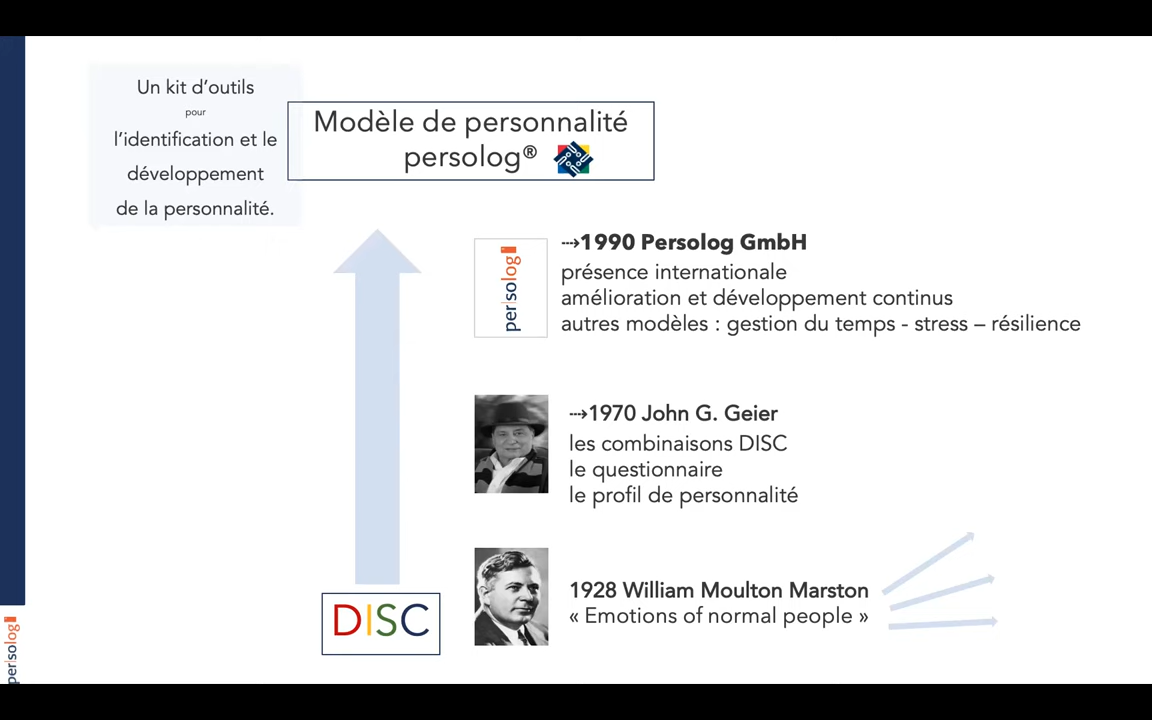 Un kit d’outils
pour
l’identification et le
développement
de la personnalité.
Modèle de personnalité
persolog®
⤏1990 Persolog GmbH
présence internationale
amélioration et développement continus
autres modèles : gestion du temps - stress – résilience
persolog
⤏1970 John G. Geier
les combinaisons DISC
le questionnaire
le profil de personnalité
1928 William Moulton Marston
« Emotions of normal people »
DISC
persolog